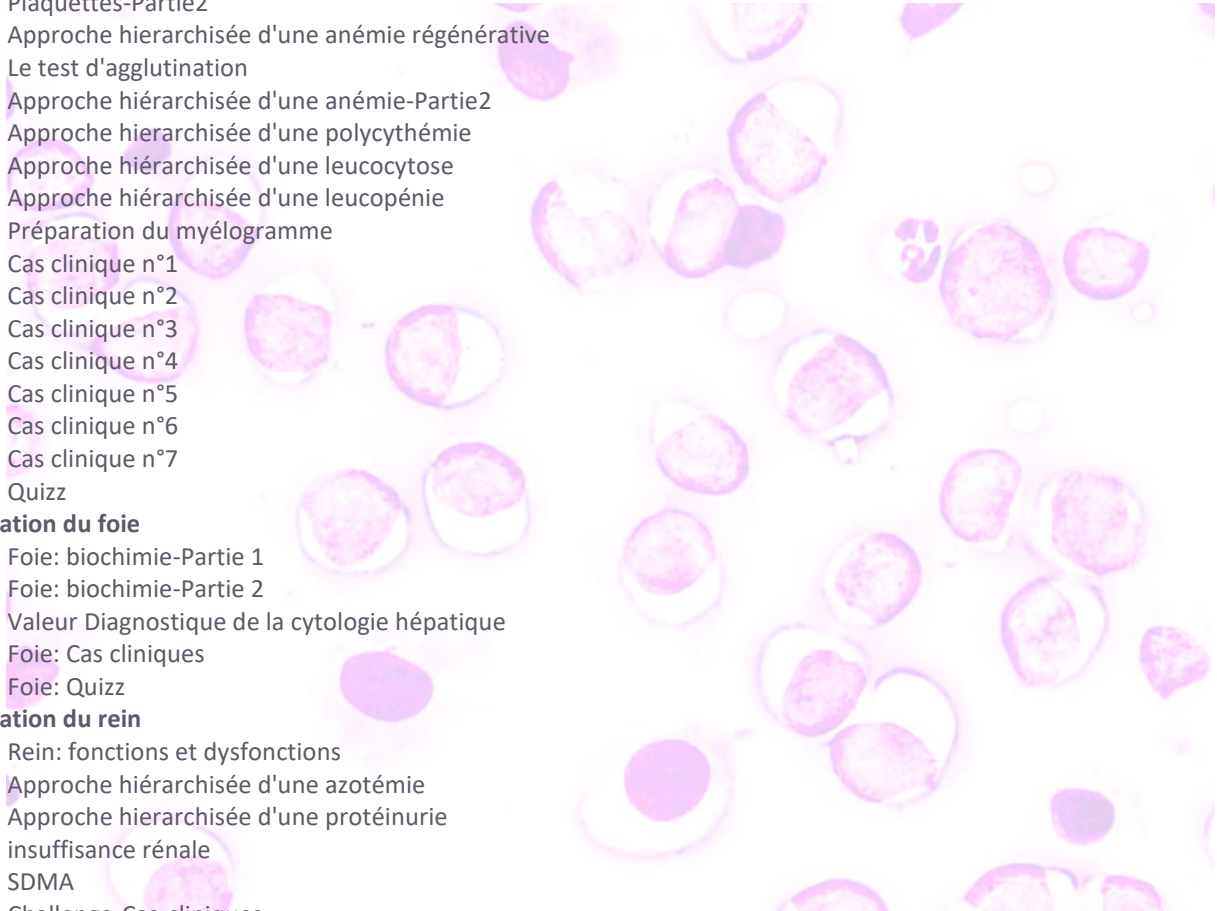 Plaquettes-Partie2
Approche hierarchisée d'une anémie régénérative
Le test d'agglutination
Approche hiérarchisée d'une anémie-Partie2
Approche hierarchisée d'une polycythémie
Approche hiérarchisée d'une leucocytose
Approche hiérarchisée d'une leucopénie
Préparation du myélogramme
Cas clinique n°1
Cas clinique n°2
Cas clinique n°3
Cas clinique n°4
Cas clinique n°5
Cas clinique n°6
Cas clinique n°7
Quizz
ation du foie
Foie: biochimie-Partie 1
Foie: biochimie-Partie 2
Valeur Diagnostique de la cytologie hépatique
Foie: Cas cliniques
Foie: Quizz
ation du rein
Rein: fonctions et dysfonctions
Approche hiérarchisée d'une azotémie
Approche hierarchisée d'une protéinurie
insuffisance rénale
SDMA
Challenge-Cas cliniques